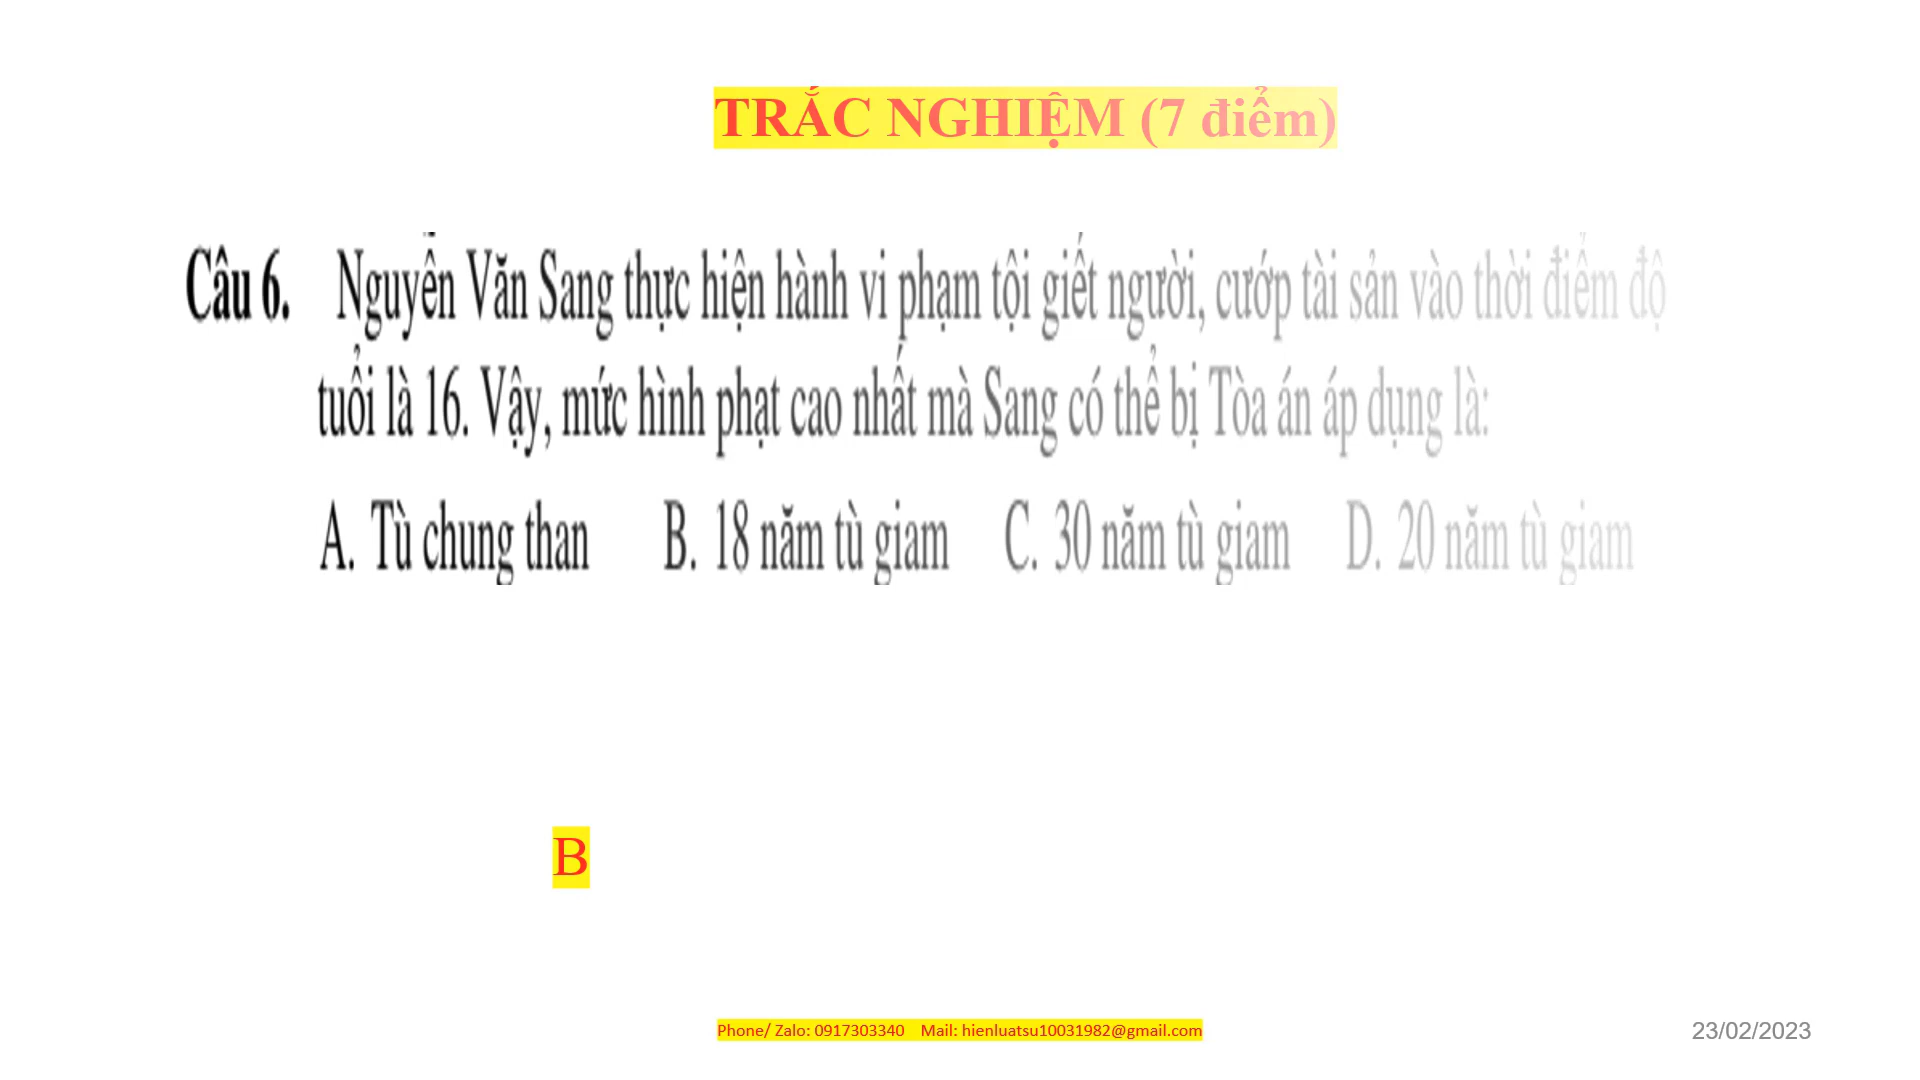 TRẮC NGHIỆM (7 điểm)
Câu 6. Nguyễn Văn Sang thực hiện hành vi phạm tội giết người, cướp tài sản vào thời điểm độ
tuổi là 16. Vậy, mức hình phạt cao nhất mà Sang có thể bị Tòa án áp dụng là:
A. Tù chung than B. 18 năm tù giam C. 30 năm tù giam D. 20 năm tù giam
B
Phone/ Zalo: 0917303340 Mail: hienluatsu10031982@gmail.com
23/02/2023